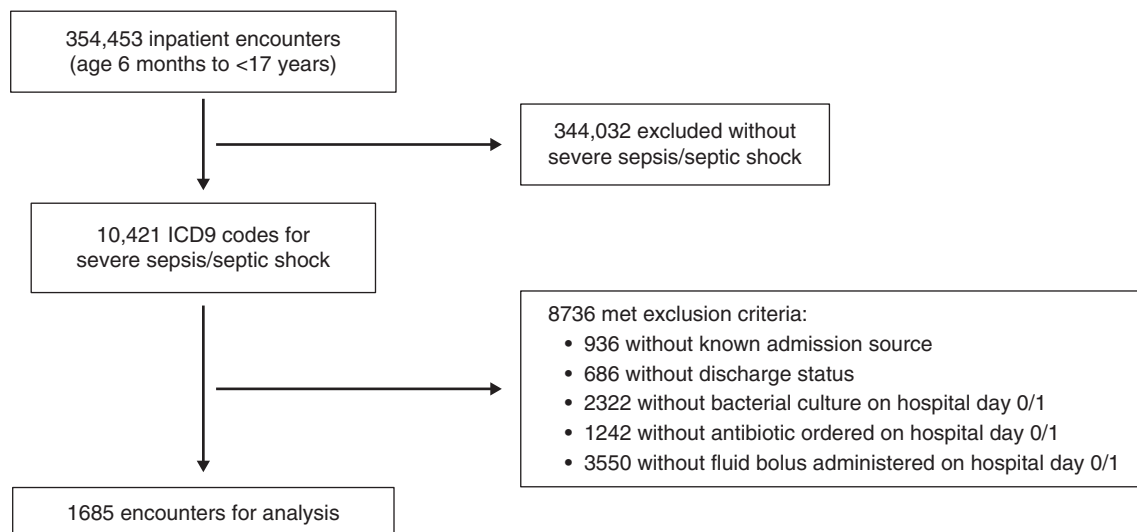 354,453 inpatient encounters
(age 6 months to <17 years)
344,032 excluded without
severe sepsis/septic shock
10,421 ICD9 codes for
severe sepsis/septic shock
8736 met exclusion criteria:
• 936 without known admission source
• 686 without discharge status
• 2322 without bacterial culture on hospital day 0/1
• 1242 without antibiotic ordered on hospital day 0/1
• 3550 without fluid bolus administered on hospital day 0/1
1685 encounters for analysis